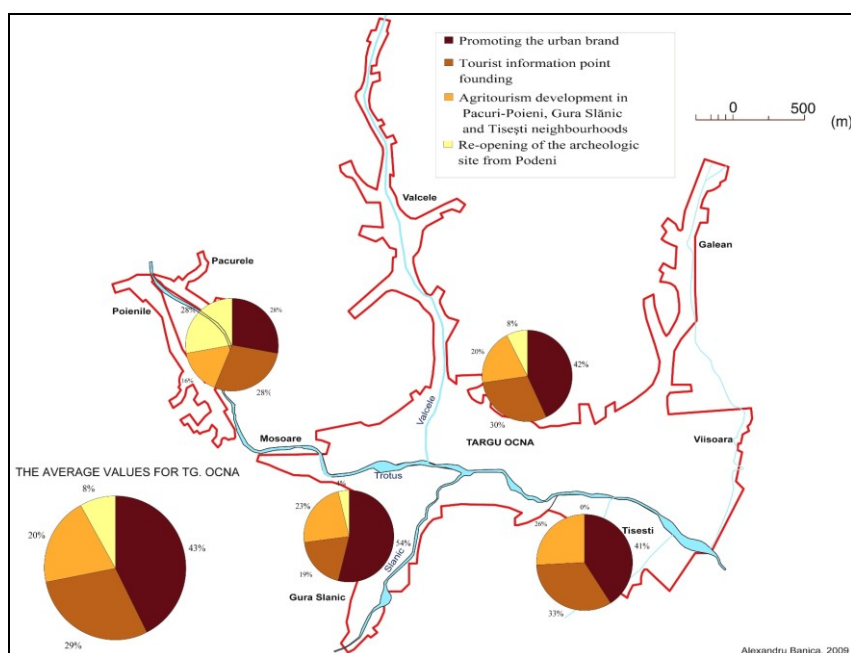 Promoting the urban brand
Tourist information point
founding
Agritourism development in
Pacuri-Poieni, Gura Slănic
and Tisești neighbourhoods
Re-opening of the archeologic
site from Podeni
0 500
(m)
Valcele
Galean
Pacurele
Poienile
28%
28%
16%
28%
8%
20%
42%
30%
Valcele
Mosoare
TARGU OCNA
Viisoara
THE AVERAGE VALUES FOR TG. OCNA
8%
20%
43%
29%
Trotus
4%
23%
54%
19%
Slanic
Gura Slanic
0%
26%
Tisesti
41%
33%
Alexandru Banica, 2009